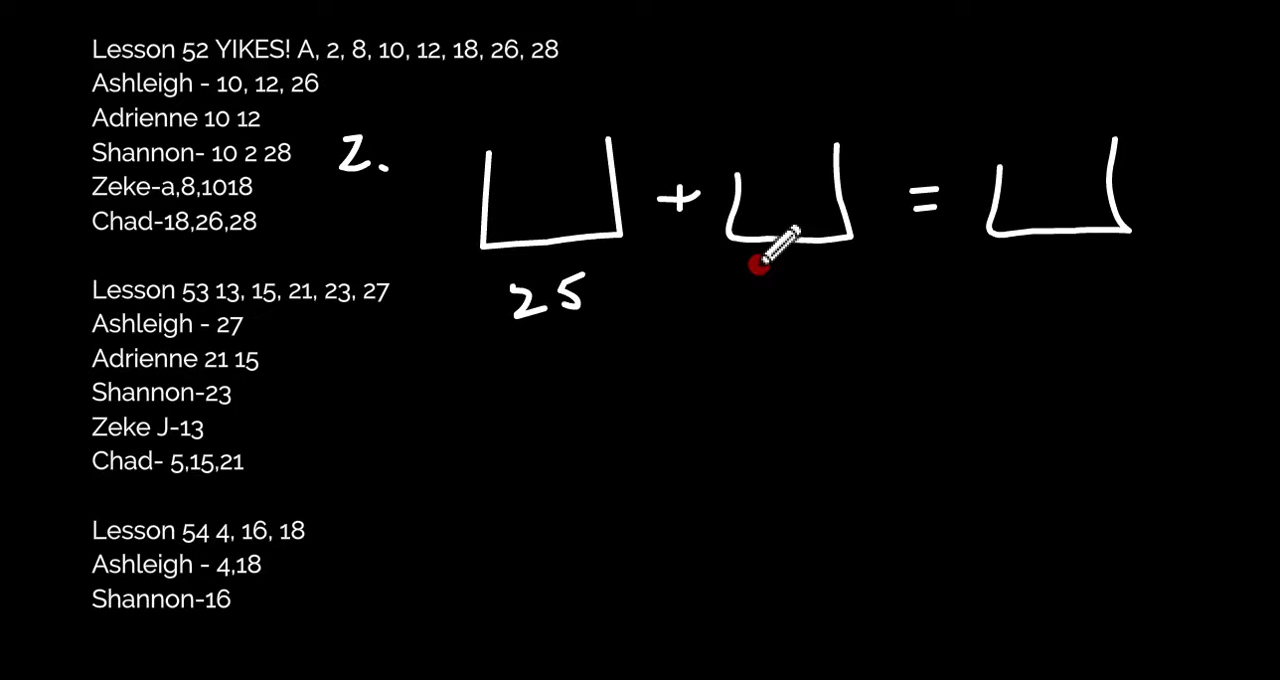 Lesson 52 YIKES! A, 2, 8, 10, 12, 18, 26, 28
Ashleigh - 10, 12, 26
Adrienne 10 12
Shannon- 10 2 28
Zeke-a,8,1018
Chad-18,26,28
2.
+ =
25
Lesson 53 13, 15, 21, 23, 27
Ashleigh - 27
Adrienne 21 15
Shannon-23
Zeke J-13
Chad- 5,15,21
Lesson 54 4, 16, 18
Ashleigh - 4,18
Shannon-16